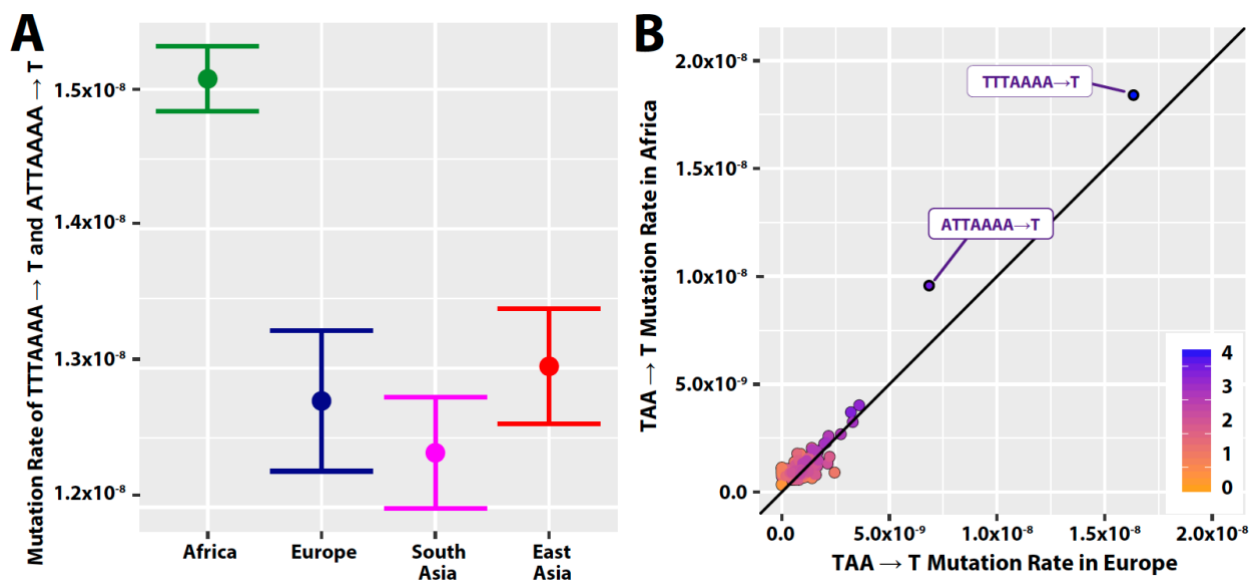 A
Mutation Rate of TTTAAAA → T and ATTAAAA → T
1.5x10⁻⁸
1.4x10⁻⁸
1.3x10⁻⁸
1.2x10⁻⁸
Africa
Europe
South
Asia
East
Asia
B
TAA → T Mutation Rate in Africa
2.0x10⁻⁸
1.5x10⁻⁸
1.0x10⁻⁸
5.0x10⁻⁹
0.0
TTTAAAA→T
ATTAAAA→T
4
3
2
1
0
0.0
5.0x10⁻⁹
1.0x10⁻⁸
1.5x10⁻⁸
2.0x10⁻⁸
TAA → T Mutation Rate in Europe